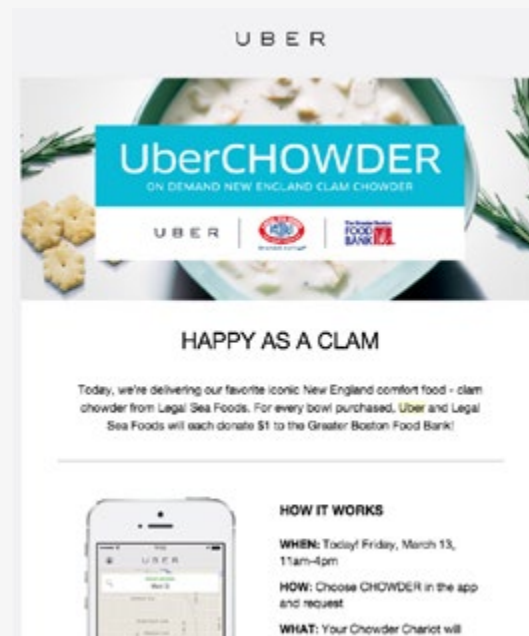 UBER
UberCHOWDER
ON DEMAND NEW ENGLAND CLAM CHOWDER
UBER
The Greater Boston
FOOD
BANK
HAPPY AS A CLAM
Today, we're delivering our favorite iconic New England comfort food - clam
chowder from Legal Sea Foods. For every bowl purchased, Uber and Legal
Sea Foods will each donate $1 to the Greater Boston Food Bank!
HOW IT WORKS
WHEN: Today! Friday, March 13,
11am-4pm
HOW: Choose CHOWDER in the app
and request
WHAT: Your Chowder Chariot will
UBER